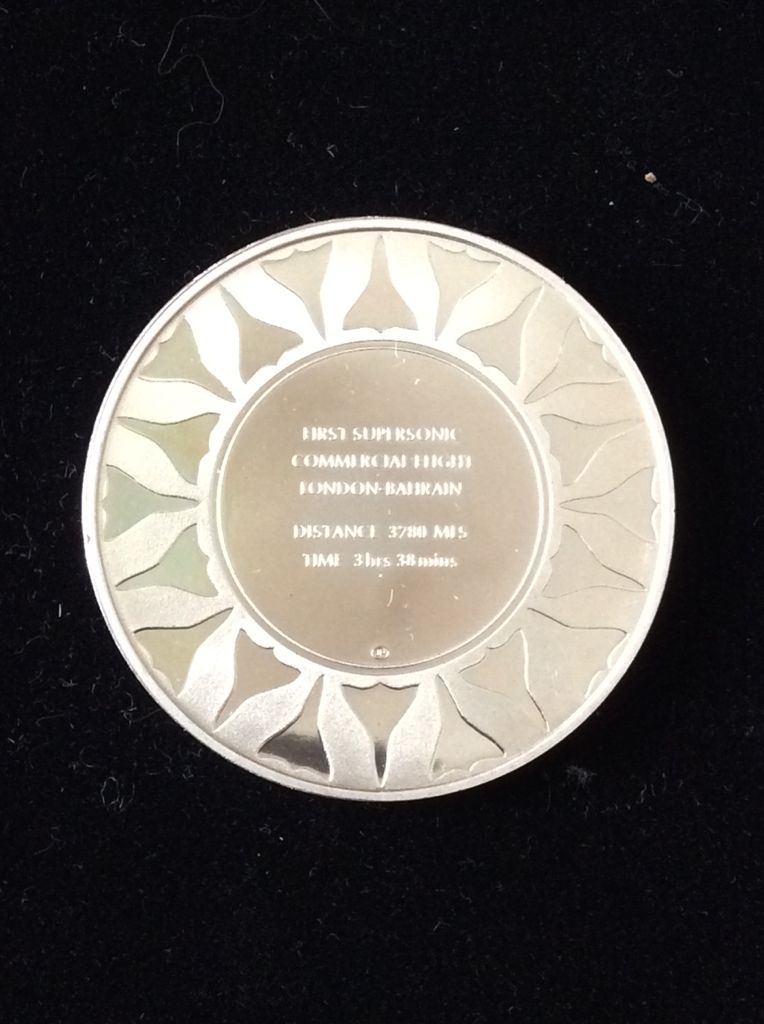 FIRST SUPERSONIC
COMMERCIAL FLIGHT
LONDON-BAHRAIN
DISTANCE 3780 MLS
TIME 3 hrs 38 mins